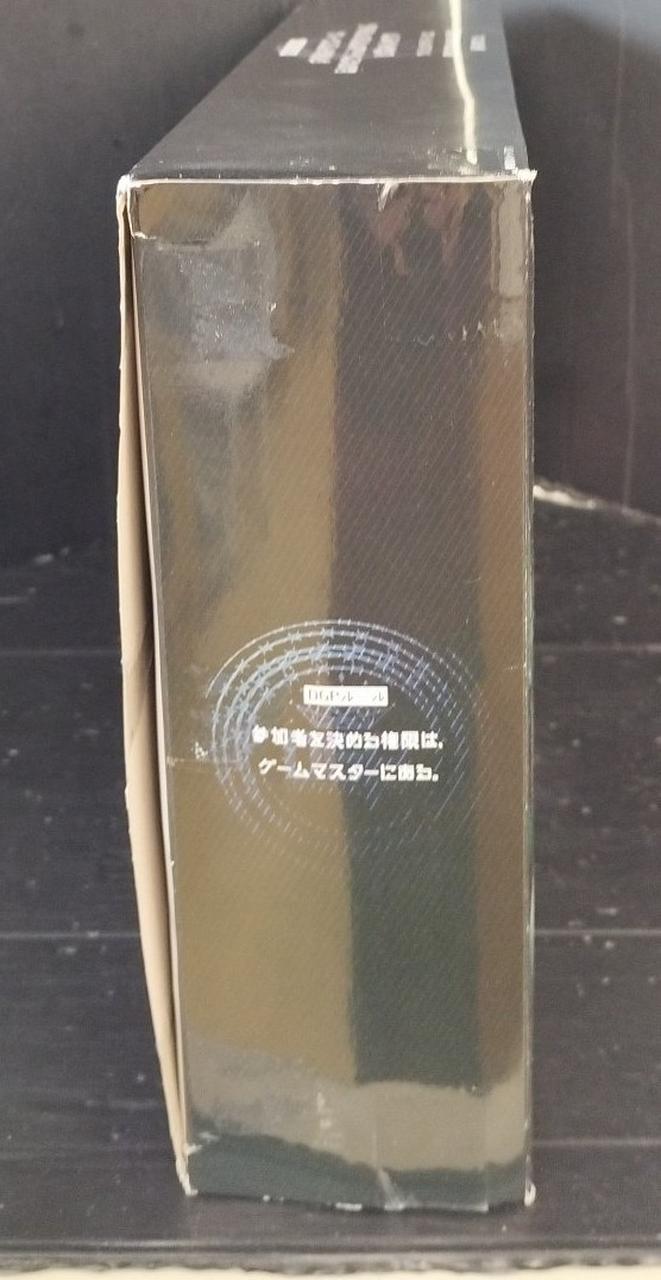 DGPルール
参加者を決める権限は、
ゲームマスターにある。